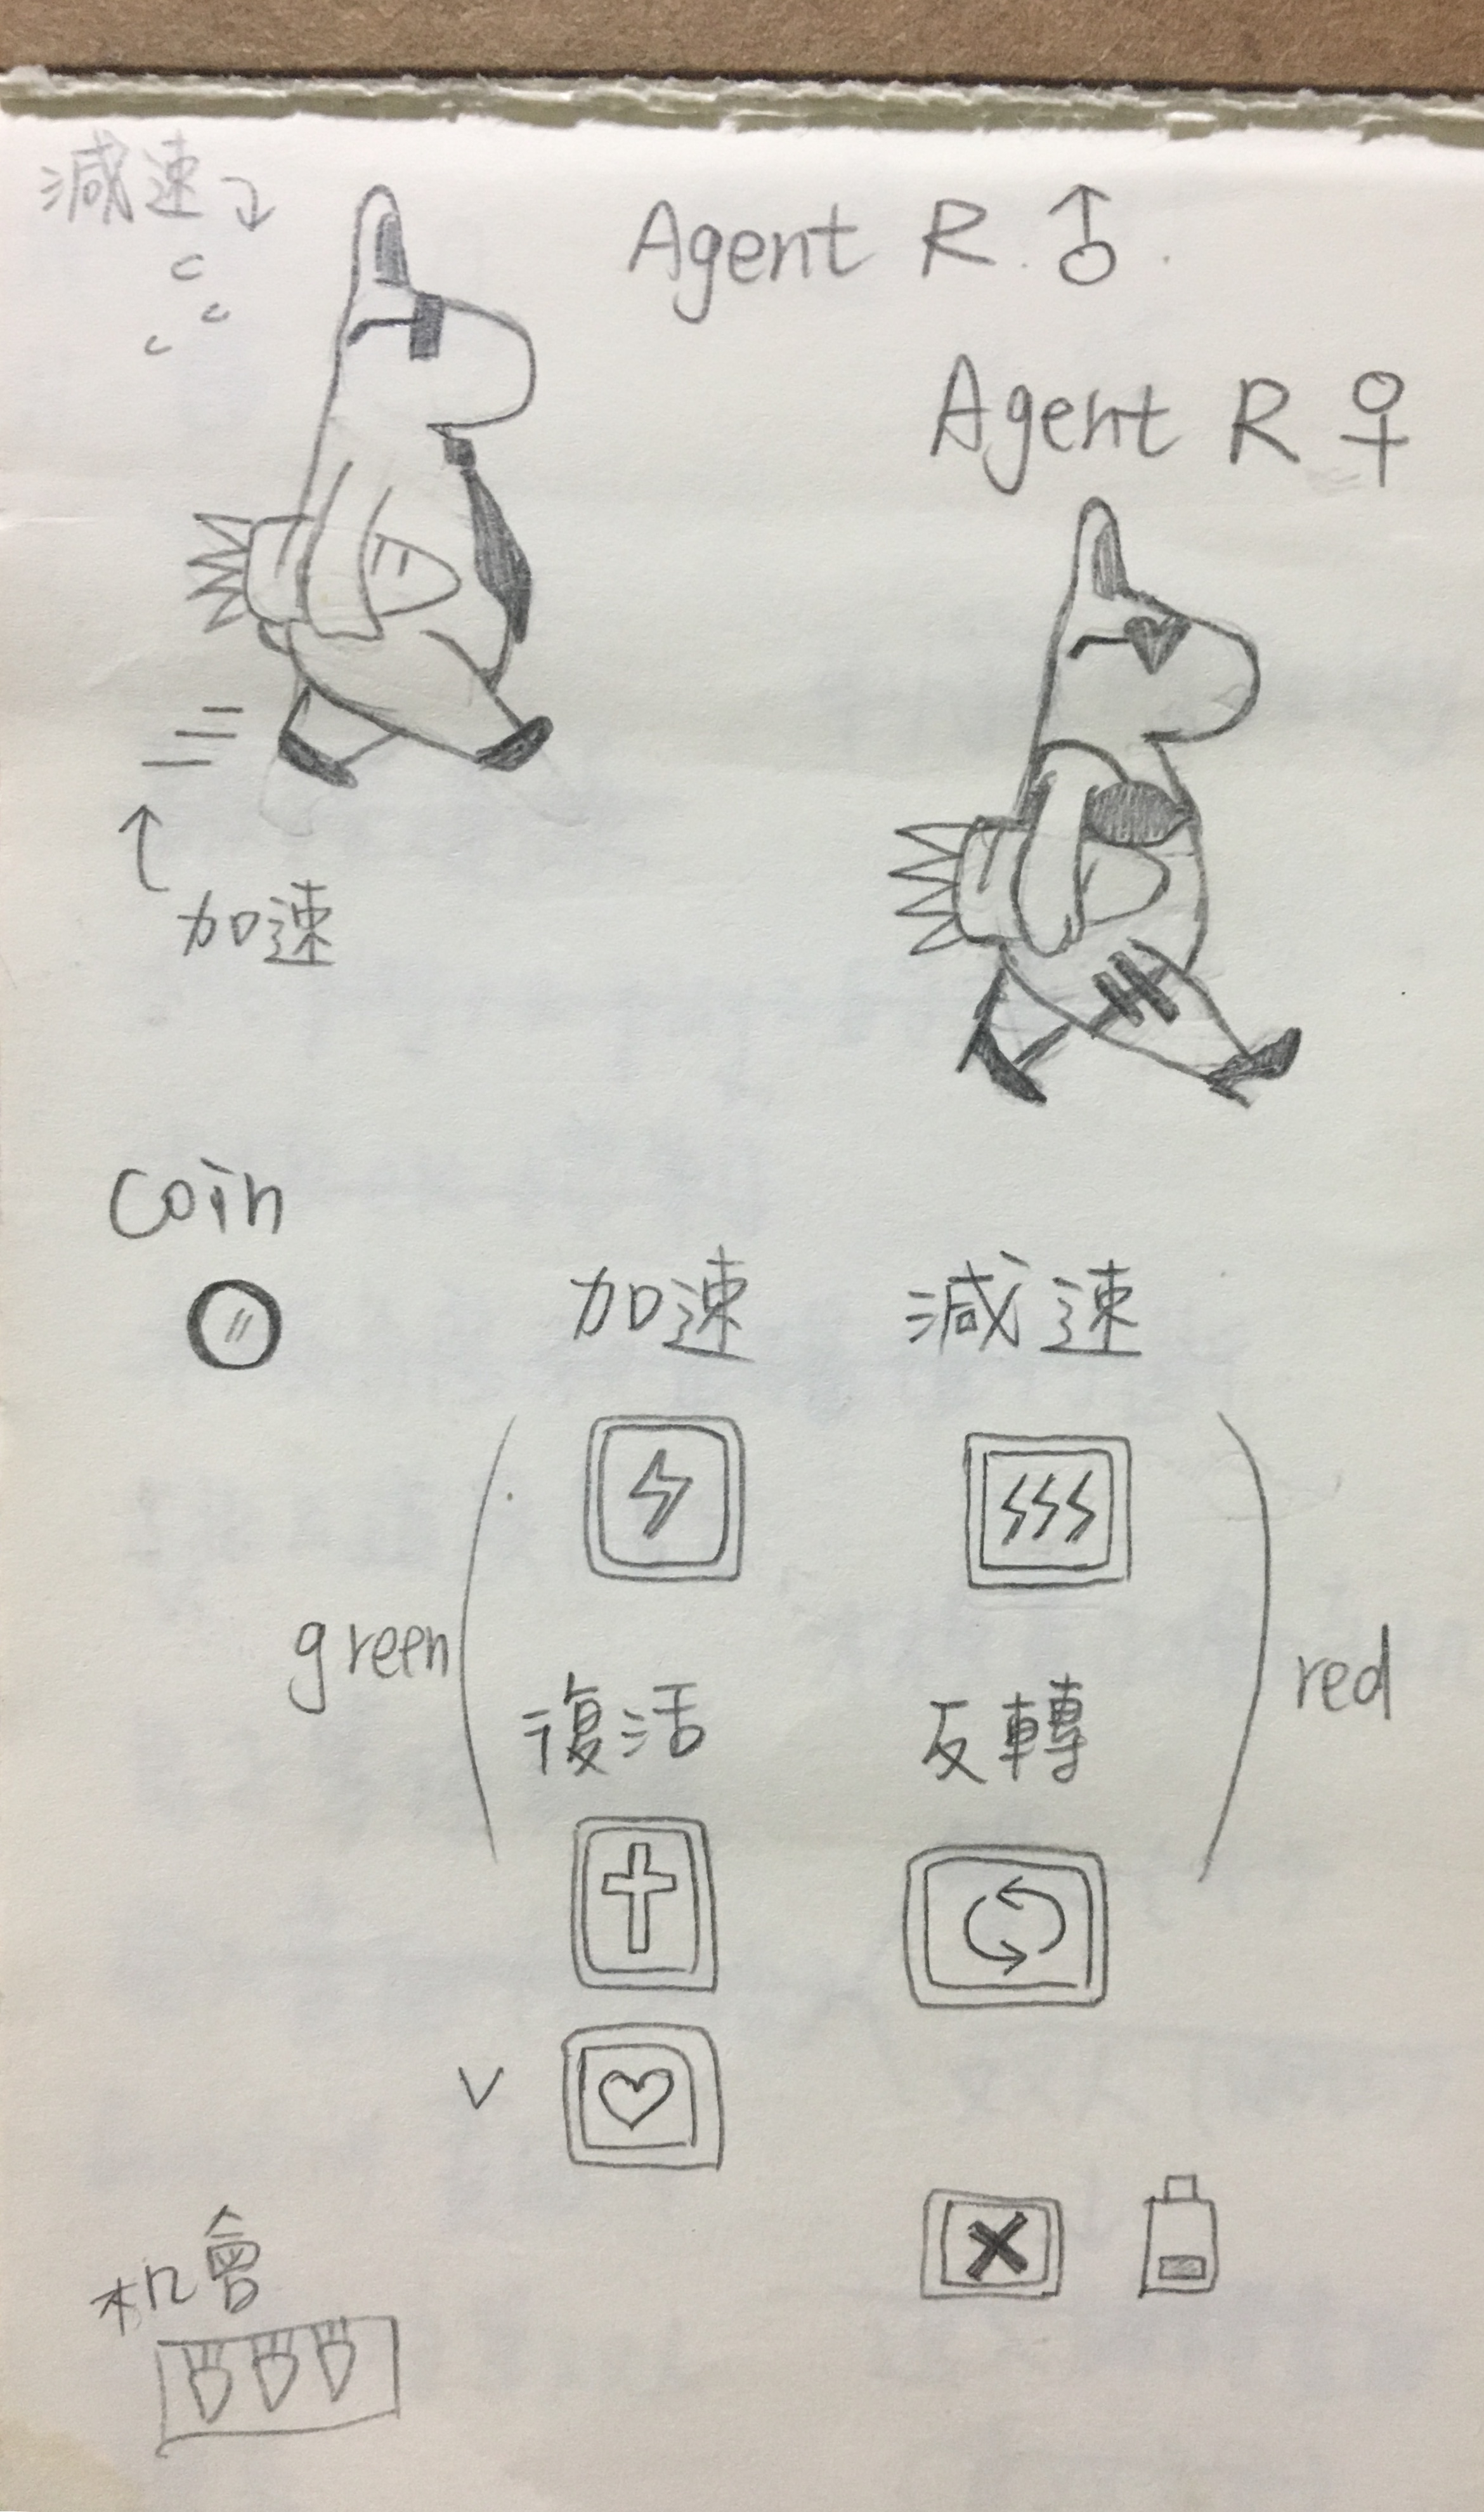 減速
Agent R ♂
Agent R ♀
加速
Coin
加速 減速
green
red
復活 反轉
机會